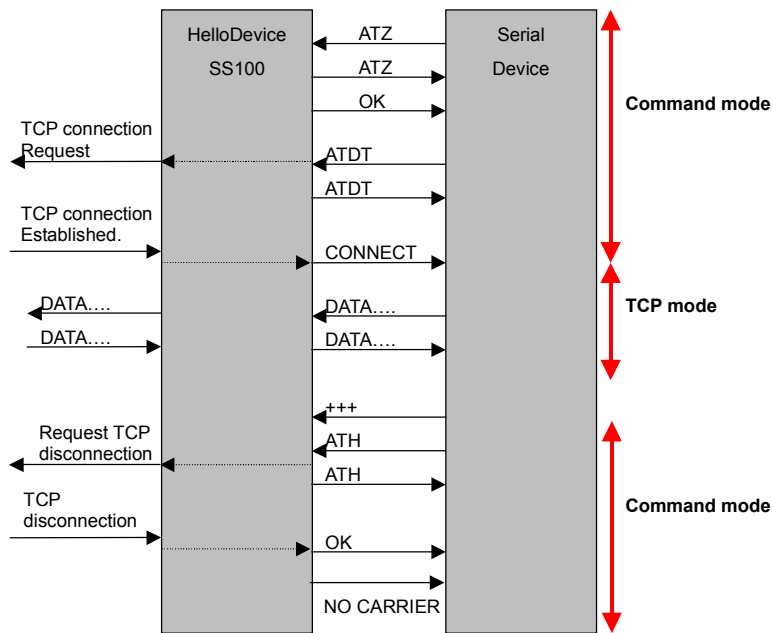 HelloDevice
SS100
Serial
Device
ATZ
ATZ
OK
Command mode
TCP connection
Request
ATDT
ATDT
TCP connection
Established.
CONNECT
DATA....
DATA....
TCP mode
DATA....
DATA....
+++
Request TCP
disconnection
ATH
ATH
TCP
disconnection
Command mode
OK
NO CARRIER